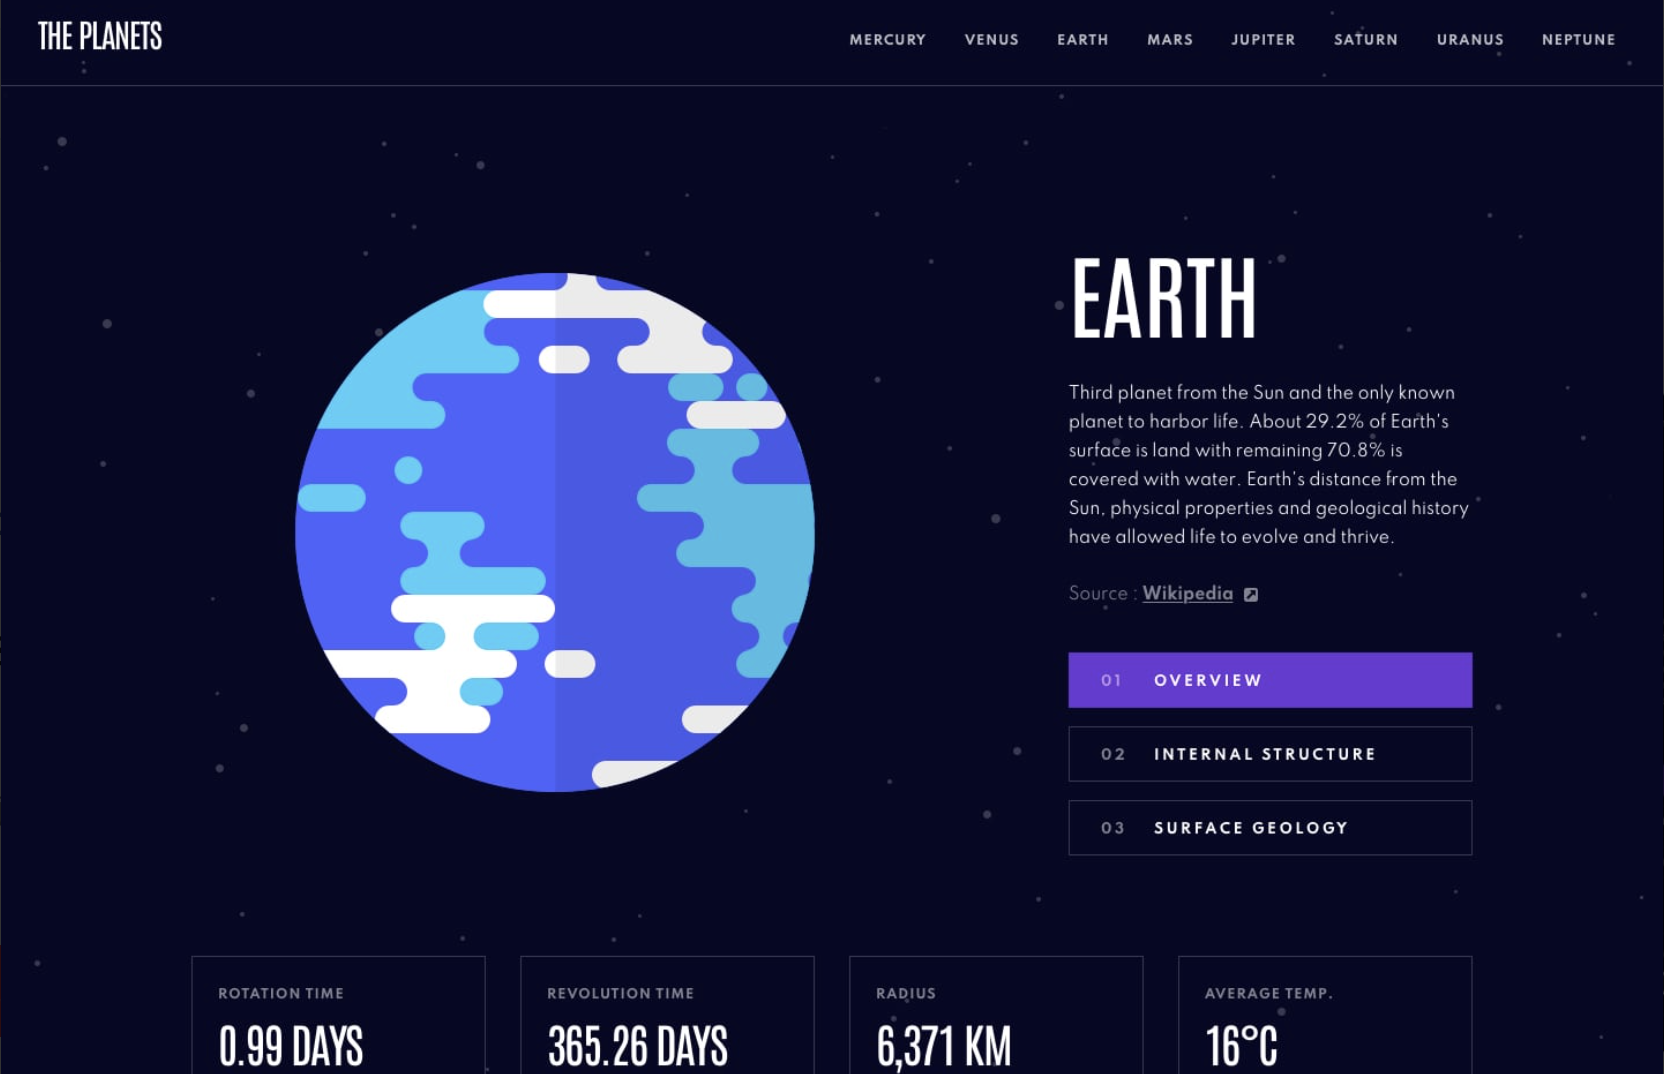 THE PLANETS
MERCURY VENUS EARTH MARS JUPITER SATURN URANUS NEPTUNE
EARTH
Third planet from the Sun and the only known
planet to harbor life. About 29.2% of Earth's
surface is land with remaining 70.8% is
covered with water. Earth's distance from the
Sun, physical properties and geological history
have allowed life to evolve and thrive.
Source : Wikipedia
01 OVERVIEW
02 INTERNAL STRUCTURE
03 SURFACE GEOLOGY
ROTATION TIME
0.99 DAYS
REVOLUTION TIME
365.26 DAYS
RADIUS
6,371 KM
AVERAGE TEMP.
16°C